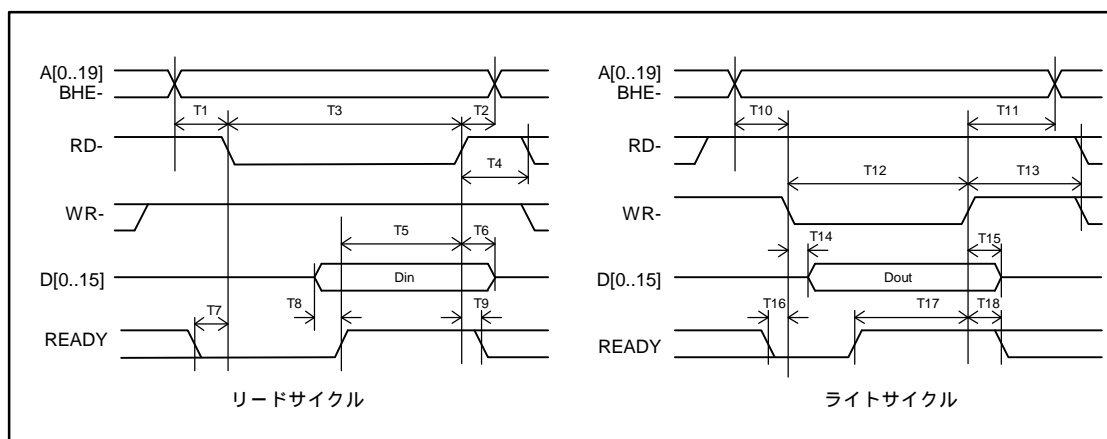 A[0..19]
BHE-
T1
T3
T2
RD-
T4
WR-
T5
T6
D[0..15]
Din
T8
T9
T7
READY
リードサイクル
A[0..19]
BHE-
T10
T11
RD-
T12
T13
WR-
T14
T15
D[0..15]
Dout
T16
T17
T18
READY
ライトサイクル